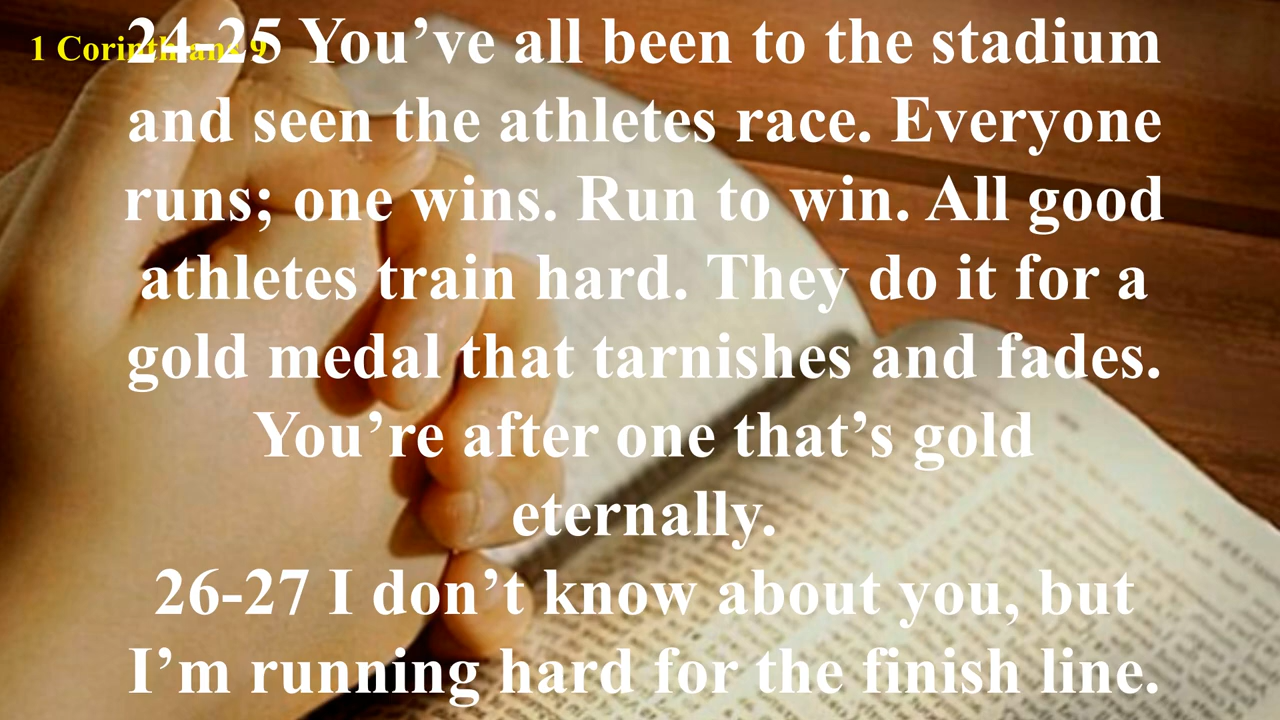 1 Corinthians 9
24-25 You’ve all been to the stadium
and seen the athletes race. Everyone
runs; one wins. Run to win. All good
athletes train hard. They do it for a
gold medal that tarnishes and fades.
You’re after one that’s gold
eternally.
26-27 I don’t know about you, but
I’m running hard for the finish line.